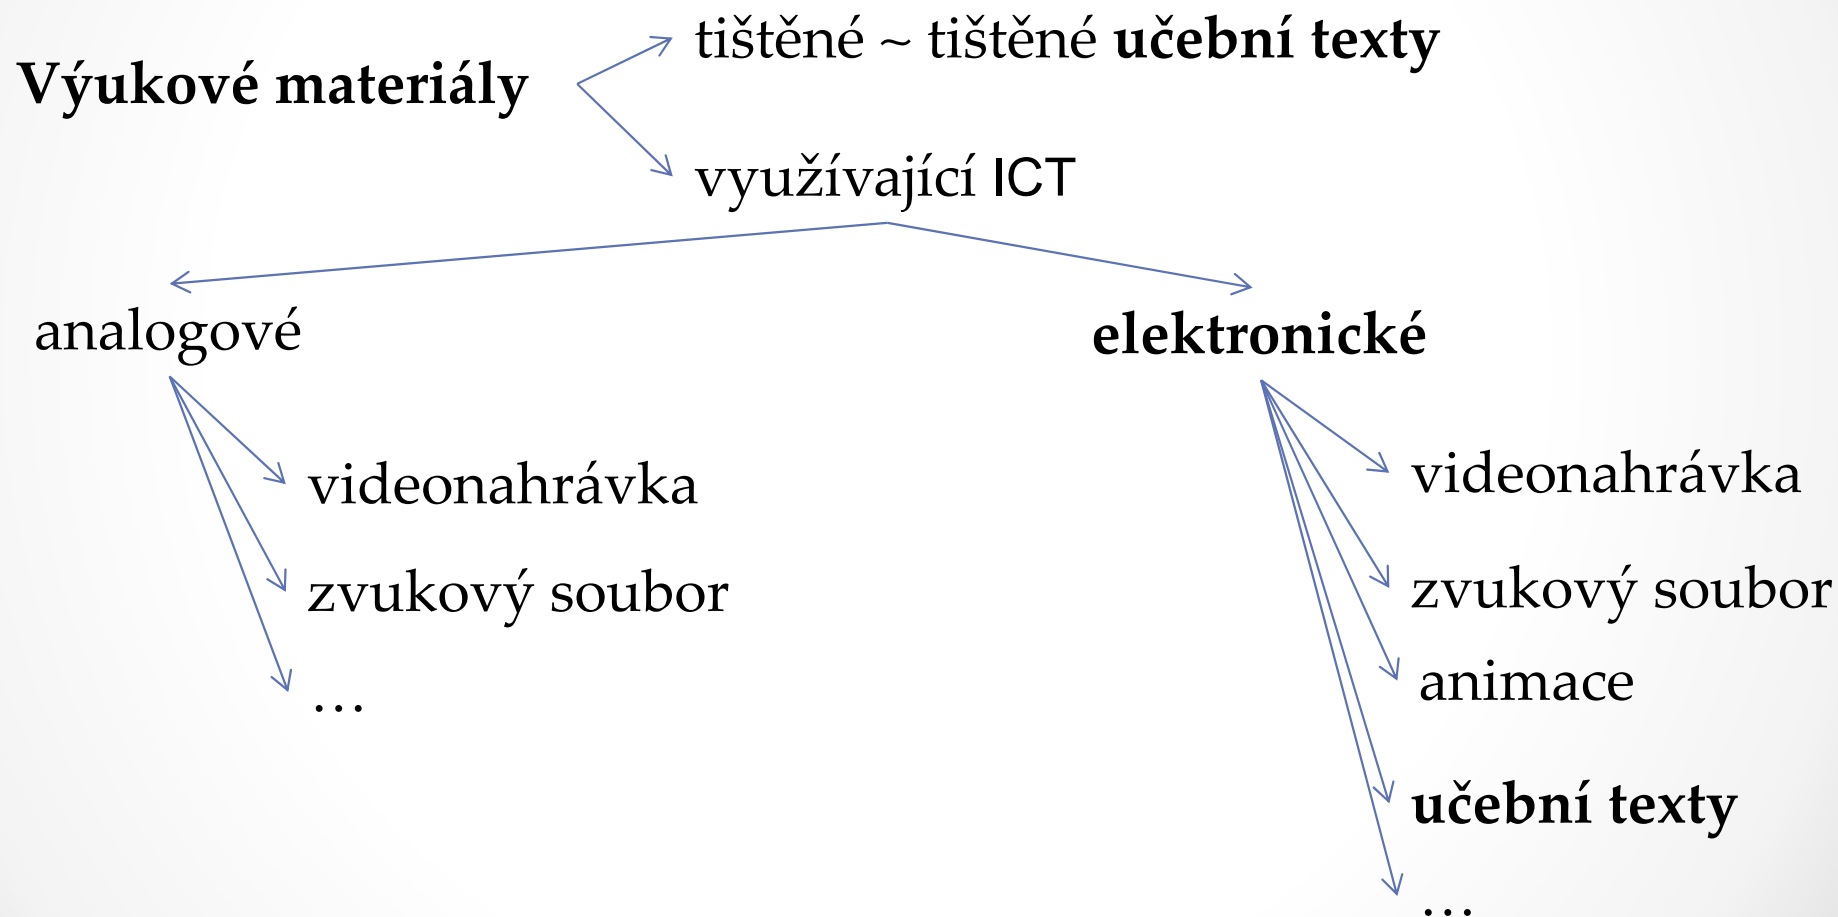 tištěné ~ tištěné učební texty
Výukové materiály
využívající ICT
analogové
elektronické
videonahrávka
zvukový soubor
…
videonahrávka
zvukový soubor
animace
učební texty
…